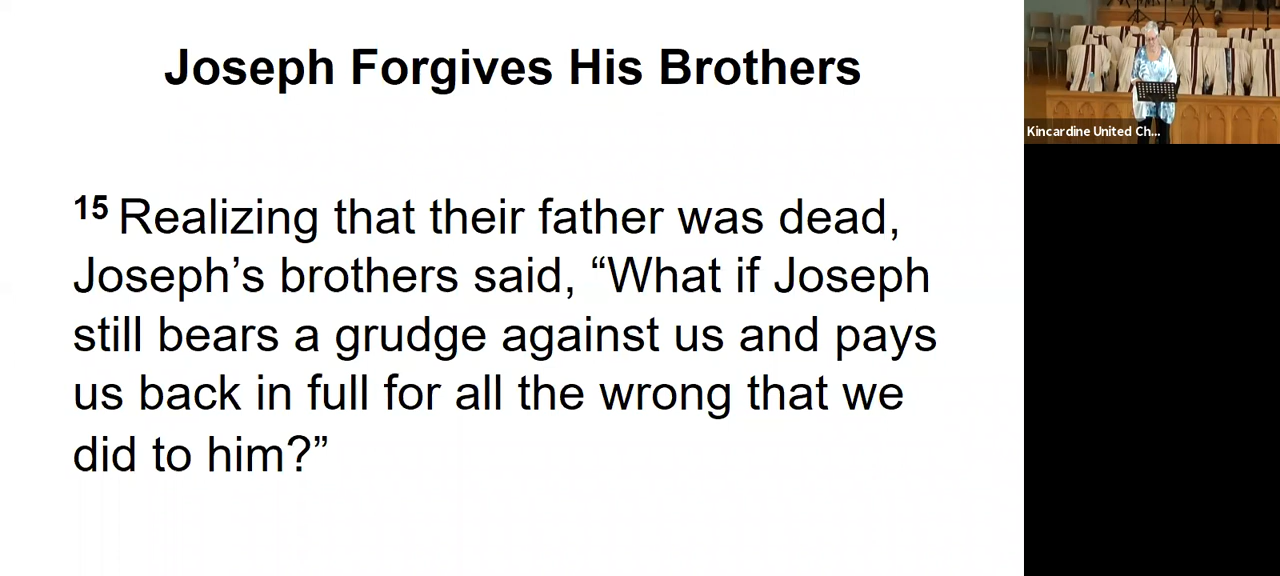 Joseph Forgives His Brothers
15 Realizing that their father was dead,
Joseph’s brothers said, “What if Joseph
still bears a grudge against us and pays
us back in full for all the wrong that we
did to him?”
Kincardine United Ch...